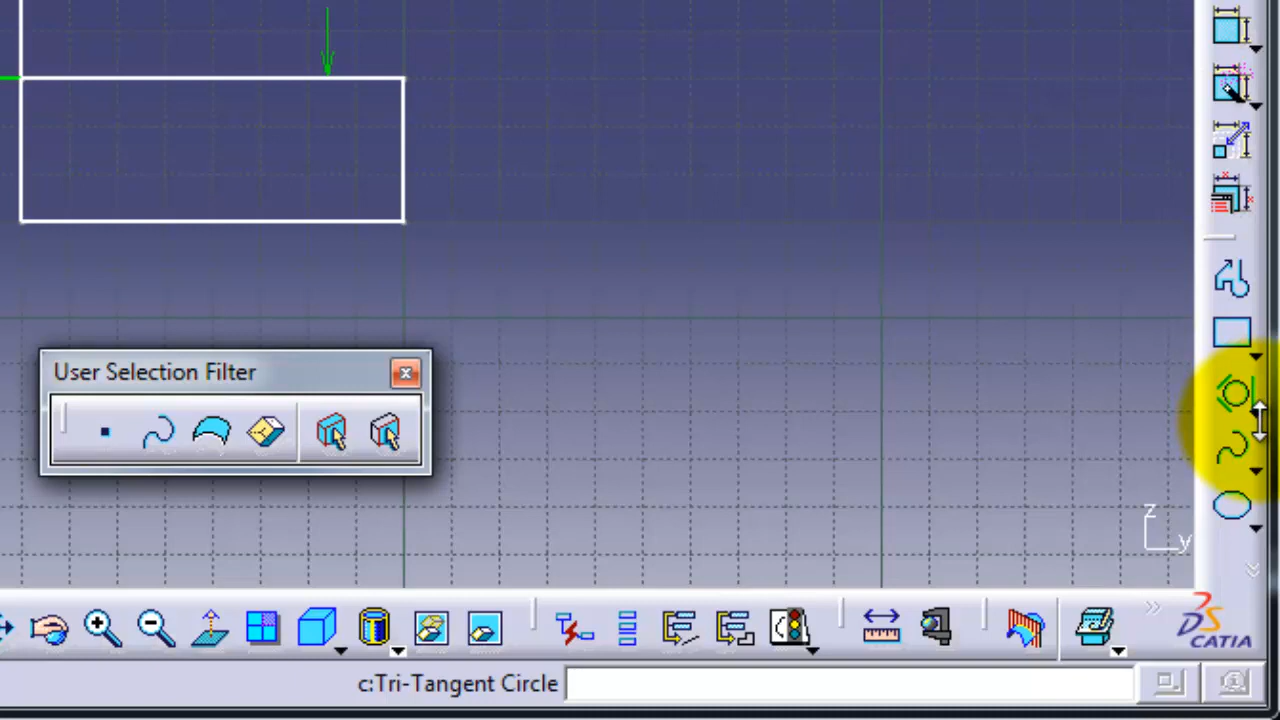 User Selection Filter
z
y
CATIA
c:Tri-Tangent Circle